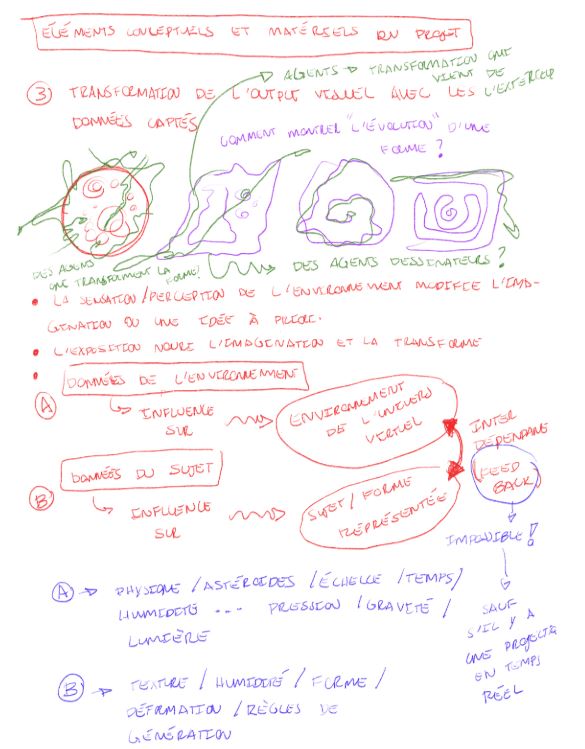 ÉLÉMENTS CONCEPTUELS ET MATÉRIELS DU PROJET
AGENTS → TRANSFORMATION QUI
VIENT DE
L'EXTÉRIEUR
③ TRANSFORMATION DE L'OUTPUT VISUEL AVEC LES
DONNÉES CAPTÉS
COMMENT MONTRER "L'ÉVOLUTION" D'UNE
FORME ?
DES AGENTS
QUI TRANSFORMENT LA FORME!
DES AGENTS DESSINATEURS ?
• LA SENSATION/PERCEPTION DE L'ENVIRONNEMENT MODIFIE L'IMA-
GINATION OU UNE IDÉE À PRIORI.
• L'EXPOSITION NOURI L'IMAGINATION ET LA TRANSFORME
•
DONNÉES DE L'ENVIRONNEMENT
A
INFLUENCE
SUR
ENVIRONNEMENT
DE L'UNIVERS
VIRTUEL
INTER
DÉPENDANCE
(FEED
BACK)
DONNÉES DU SUJET
B
INFLUENCE
SUR
SUJET / FORME
REPRÉSENTÉE
IMPOSSIBLE !
SAUF
S'IL Y A
UNE PROJECTION
EN TEMPS
RÉEL
A → PHYSIQUE / ASTÉROIDES / ÉCHELLE / TEMPS /
HUMIDITÉ --- PRESSION / GRAVITÉ /
LUMIÈRE
B → TEXTURE / HUMIDITÉ / FORME /
DÉFORMATION / RÈGLES DE
GÉNÉRATION